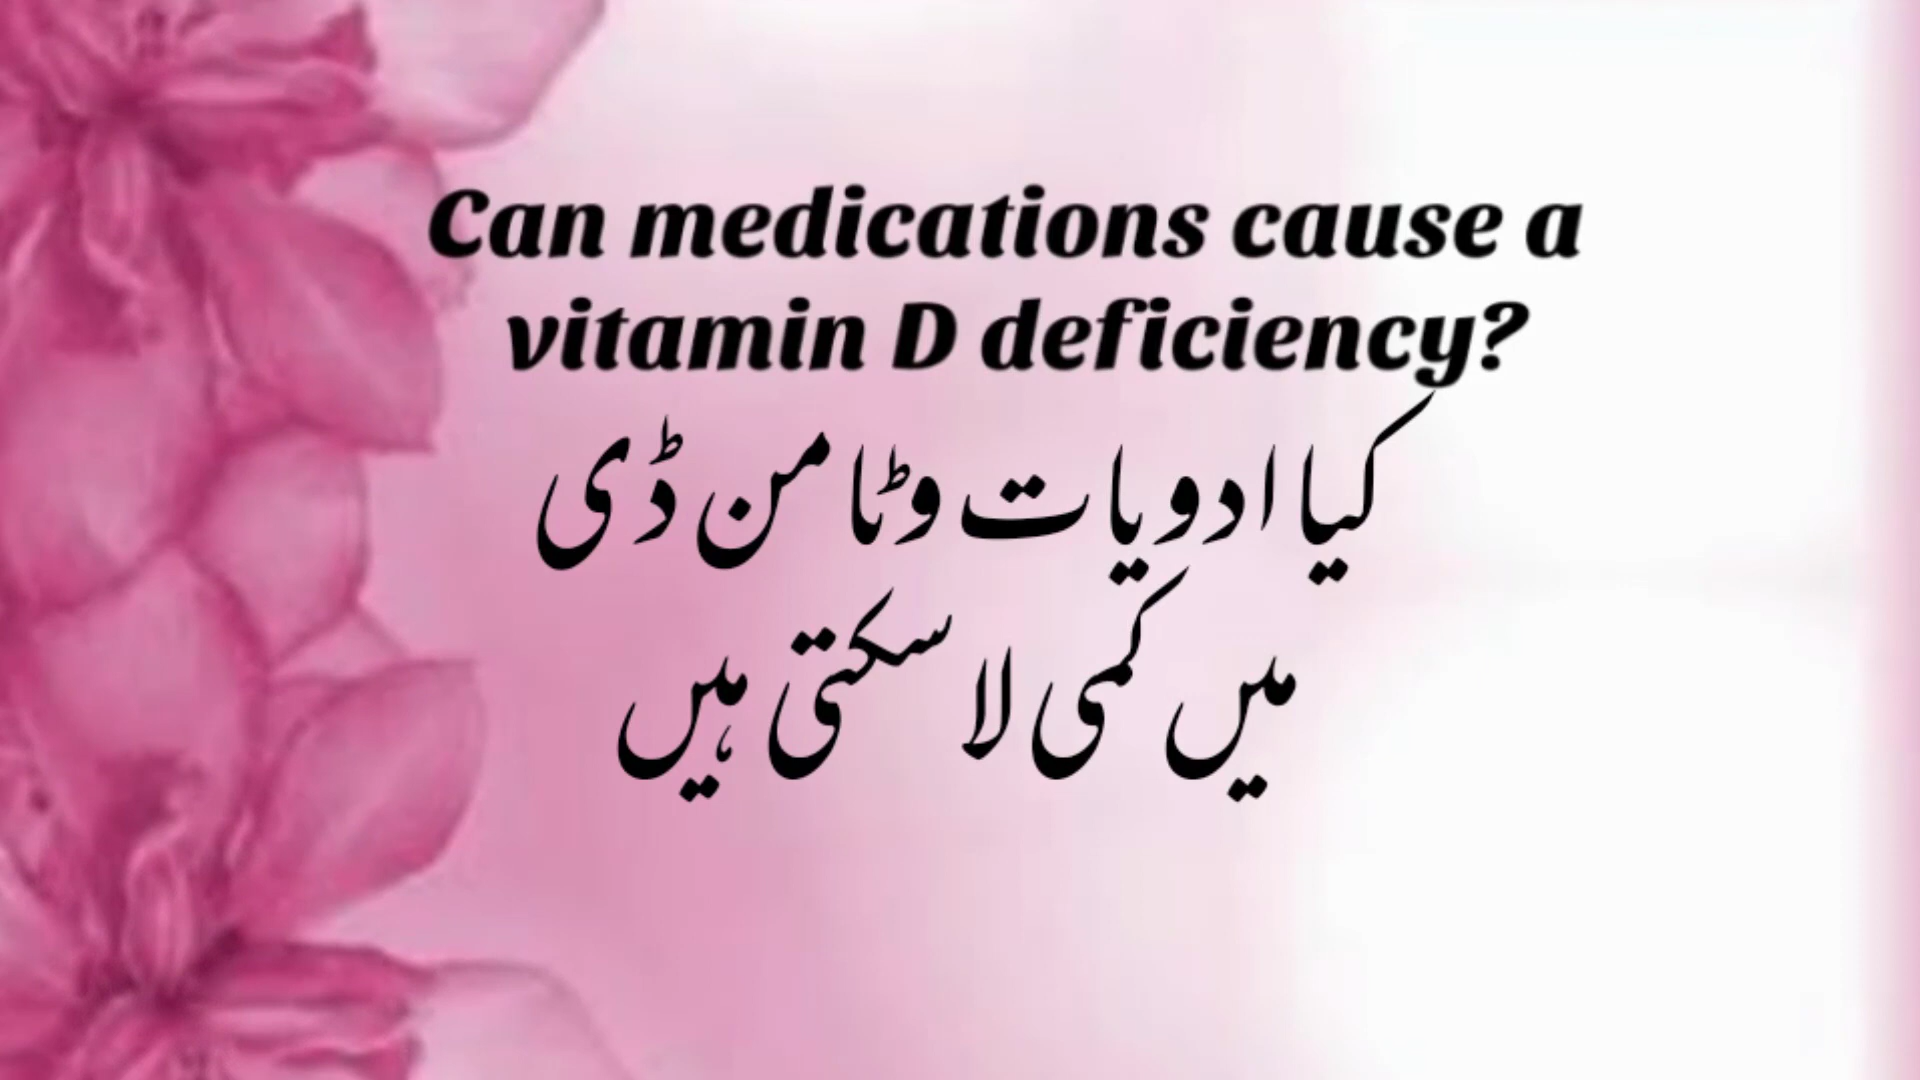 Can medications cause a
vitamin D deficiency?
کیا ادویات وٹامن ڈی
میں کمی لا سکتی ہیں